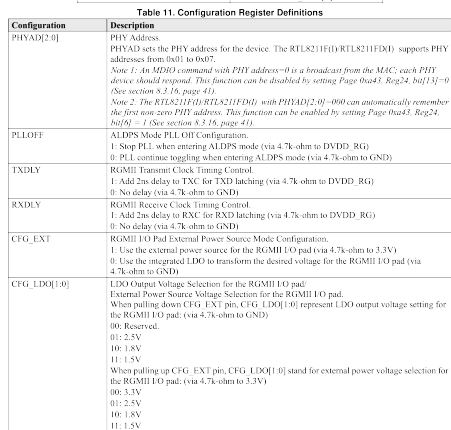 Table 11. Configuration Register Definitions
Configuration Description
PHYAD[2:0] PHY Address.
PHYAD sets the PHY address for the device. The RTL8211F(I)/RTL8211FD(I) supports PHY
addresses from 0x01 to 0x07.
Note 1: An MDIO command with PHY address=0 is a broadcast from the MAC; each PHY
device should respond. This function can be disabled by setting Page 0xa43, Reg24, bit[13]=0
(See section 8.3.16, page 41).
Note 2. The RTL8211F(I)/RTL8211FD(I) with PHYAD[2:0]=000 can automatically remember
the first non-zero PHY address. This function can be enabled by setting Page 0xa43, Reg24,
bit[6] = 1 (See section 8.3.16, page 41).
PLLOFF ALDPS Mode PLL Off Configuration.
1: Stop PLL when entering ALDPS mode (via 4.7k-ohm to DVDD_RG)
0: PLL continue toggling when entering ALDPS mode (via 4.7k-ohm to GND)
TXDLY RGMII Transmit Clock Timing Control.
1: Add 2ns delay to TXC for TXD latching (via 4.7k-ohm to DVDD_RG)
0: No delay (via 4.7k-ohm to GND)
RXDLY RGMII Receive Clock Timing Control.
1: Add 2ns delay to RXC for RXD latching (via 4.7k-ohm to DVDD_RG)
0: No delay (via 4.7k-ohm to GND)
CFG_EXT RGMII I/O Pad External Power Source Mode Configuration.
1: Use the external power source for the RGMII I/O pad (via 4.7k-ohm to 3.3V)
0: Use the integrated LDO to transform the desired voltage for the RGMII I/O pad (via
4.7k-ohm to GND)
CFG_LDO[1:0] LDO Output Voltage Selection for the RGMII I/O pad/
External Power Source Voltage Selection for the RGMII I/O pad.
When pulling down CFG_EXT pin, CFG_LDO[1:0] represent LDO output voltage setting for
the RGMII I/O pad: (via 4.7k-ohm to GND)
00: Reserved.
01: 2.5V
10: 1.8V
11: 1.5V
When pulling up CFG_EXT pin, CFG_LDO[1:0] stand for external power voltage selection for
the RGMII I/O pad: (via 4.7k-ohm to 3.3V)
00: 3.3V
01: 2.5V
10: 1.8V
11: 1.5V